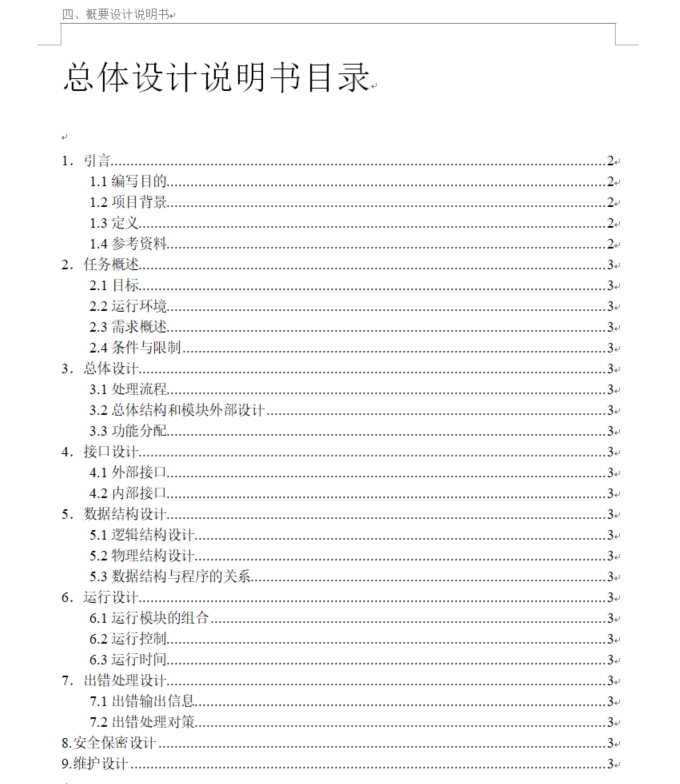 四、概要设计说明书
总体设计说明书目录
1．引言............2
1.1 编写目的............2
1.2 项目背景............2
1.3 定义............2
1.4 参考资料............2
2．任务概述............3
2.1 目标............3
2.2 运行环境............3
2.3 需求概述............3
2.4 条件与限制............3
3．总体设计............3
3.1 处理流程............3
3.2 总体结构和模块外部设计............3
3.3 功能分配............3
4．接口设计............3
4.1 外部接口............3
4.2 内部接口............3
5．数据结构设计............3
5.1 逻辑结构设计............3
5.2 物理结构设计............3
5.3 数据结构与程序的关系............3
6．运行设计............3
6.1 运行模块的组合............3
6.2 运行控制............3
6.3 运行时间............3
7．出错处理设计............3
7.1 出错输出信息............3
7.2 出错处理对策............3
8.安全保密设计............3
9.维护设计............3